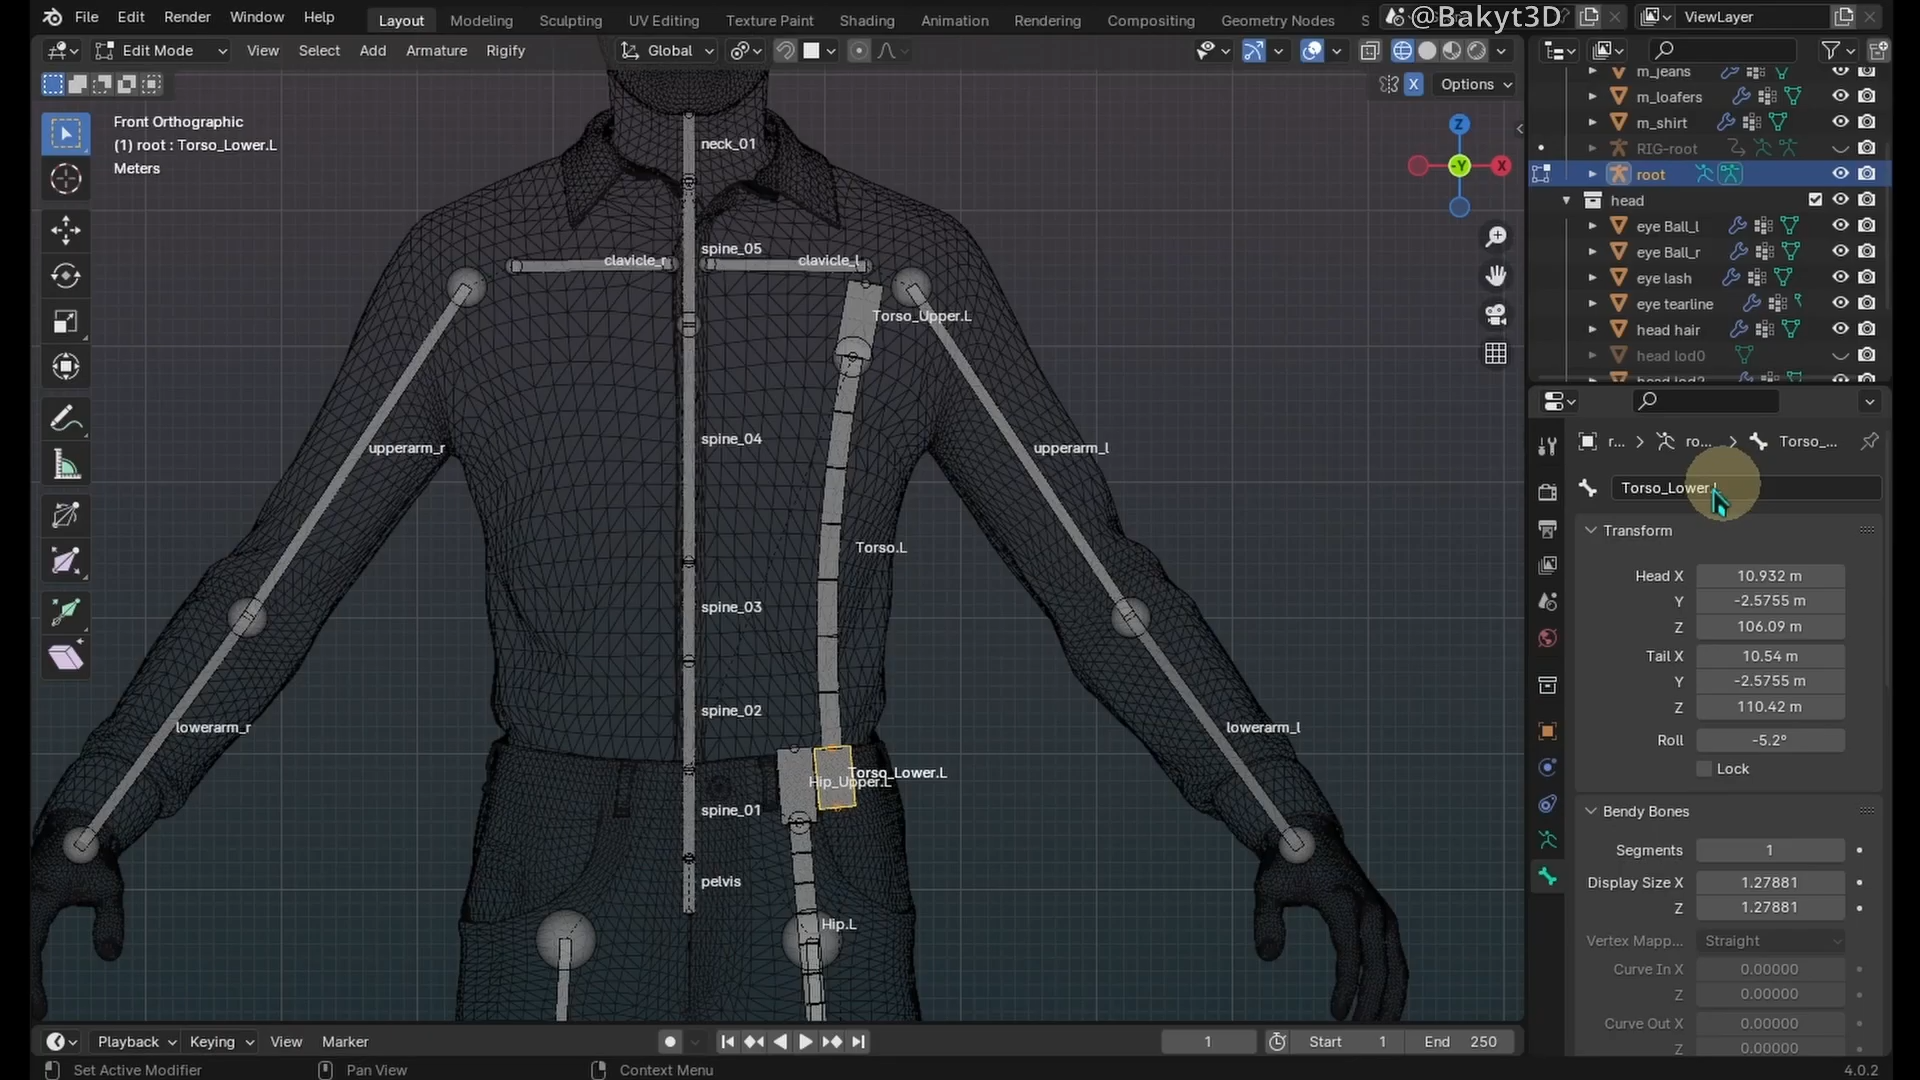 File Edit Render Window Help
Layout Modeling Sculpting UV Editing Texture Paint Shading Animation Rendering Compositing Geometry Nodes S
@Bakyt3D
ViewLayer
Edit Mode View Select Add Armature Rigify
Global
X Options
Front Orthographic
(1) root : Torso_Lower.L
Meters
Z
-Y
X
neck_01
spine_05
clavicle_r
clavicle_l
Torso_Upper.L
spine_04
upperarm_r
upperarm_l
Torso.L
spine_03
spine_02
lowerarm_r
lowerarm_l
Torso_Lower.L
Hip_Upper.L
spine_01
pelvis
Hip.L
m_jeans
m_loafers
m_shirt
RIG-root
root
head
eye Ball_l
eye Ball_r
eye lash
eye tearline
head hair
head lod0
r... ro... Torso_...
Torso_Lower.
Transform
Head X 10.932 m
Y -2.5755 m
Z 106.09 m
Tail X 10.54 m
Y -2.5755 m
Z 110.42 m
Roll -5.2°
Lock
Bendy Bones
Segments 1
Display Size X 1.27881
Z 1.27881
Vertex Mapp... Straight
Curve In X 0.00000
Z 0.00000
Curve Out X 0.00000
Z 0.00000
Playback Keying View Marker
1
Start 1
End 250
Set Active Modifier Pan View Context Menu
4.0.2